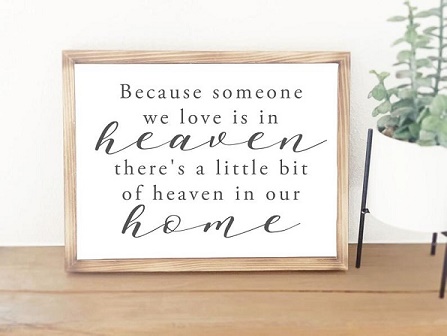 Because someone
we love is in
heaven
there's a little bit
of heaven in our
home